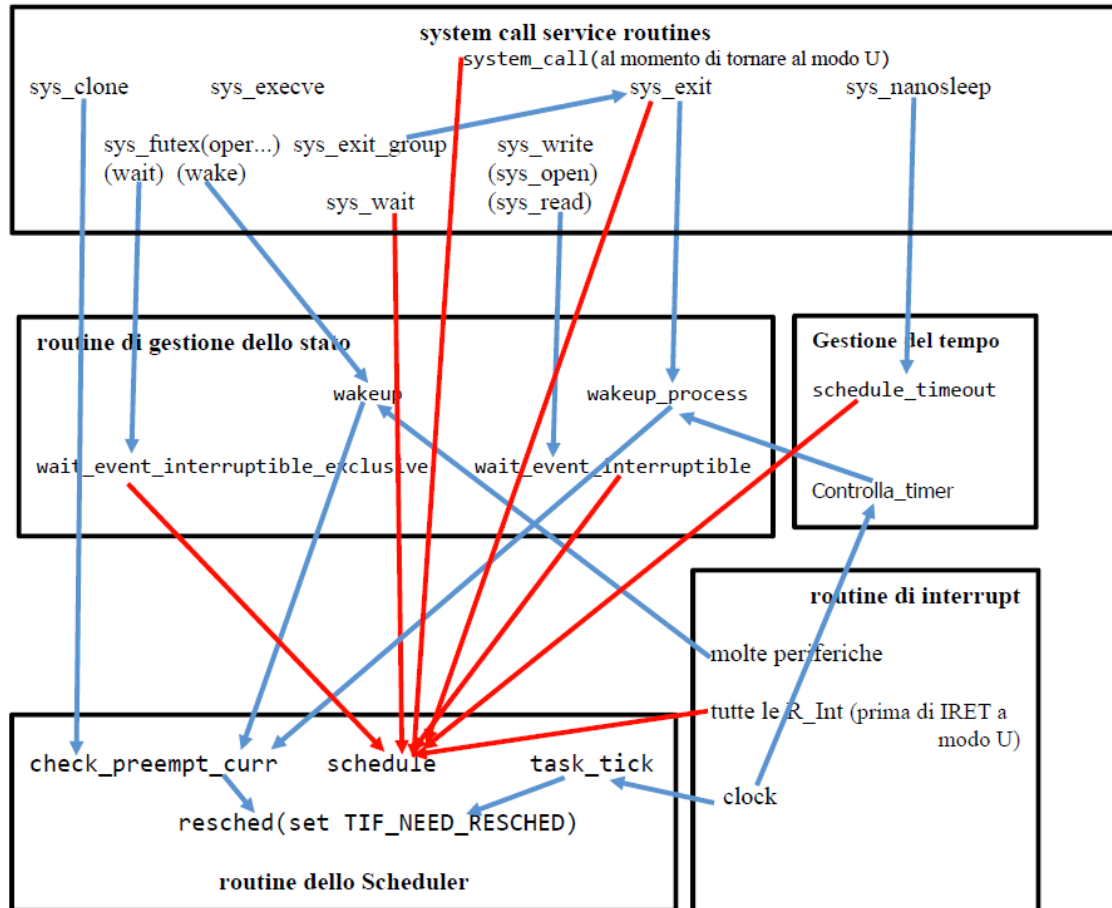 system call service routines
system_call(al momento di tornare al modo U)
sys_clone sys_execve sys_exit sys_nanosleep
sys_futex(oper...) sys_exit_group sys_write
(wait) (wake) (sys_open)
sys_wait (sys_read)
routine di gestione dello stato
Gestione del tempo
wakeup wakeup_process schedule_timeout
wait_event_interruptible_exclusive wait_event_interruptible
Controlla_timer
routine di interrupt
molte periferiche
tutte le R_Int (prima di IRET a
modo U)
check_preempt_curr schedule task_tick
clock
resched(set TIF_NEED_RESCHED)
routine dello Scheduler